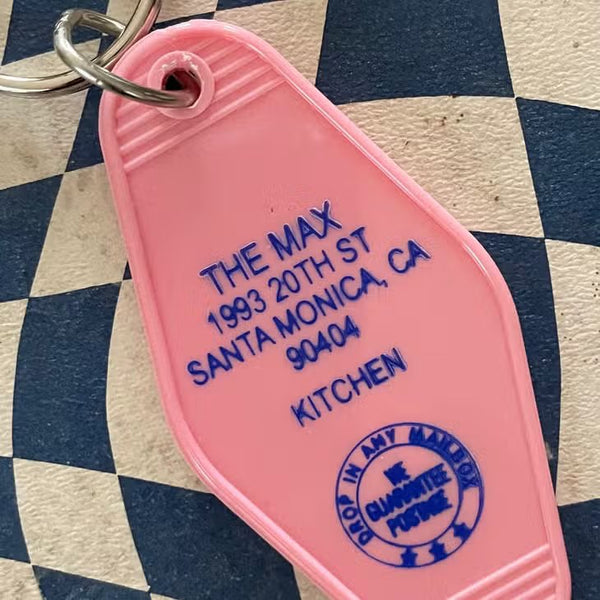 THE MAX
1993 20TH ST
SANTA MONICA, CA
90404
KITCHEN
DROP IN ANY MAILBOX
WE
GUARANTEE
POSTAGE